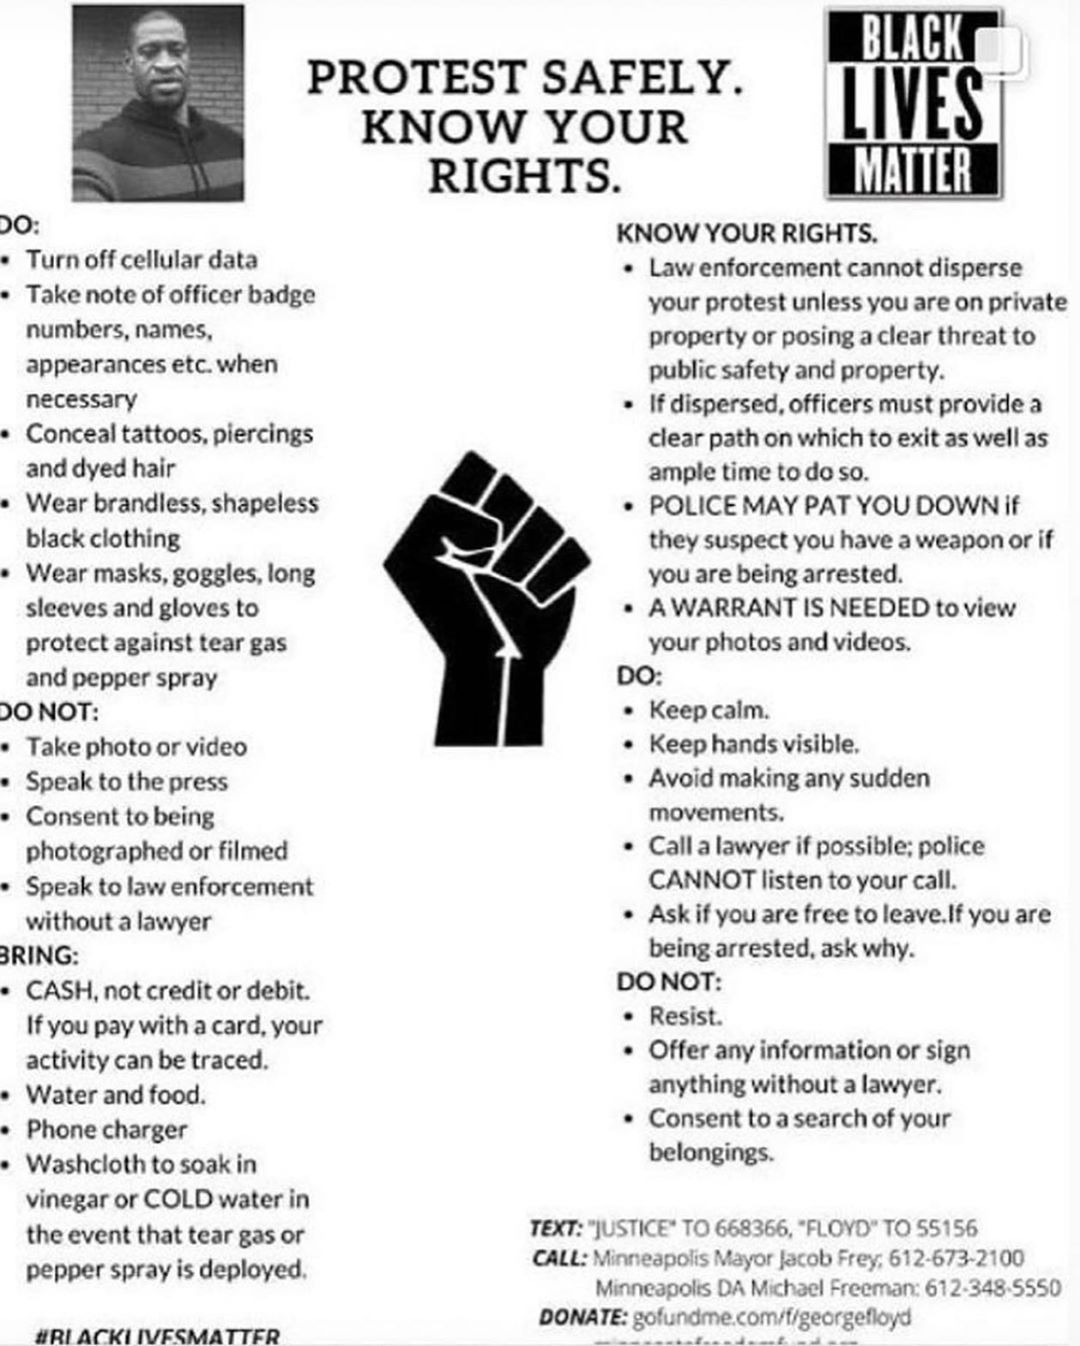 PROTEST SAFELY.
KNOW YOUR
RIGHTS.
BLACK
LIVES
MATTER
DO:
• Turn off cellular data
• Take note of officer badge
numbers, names,
appearances etc. when
necessary
• Conceal tattoos, piercings
and dyed hair
• Wear brandless, shapeless
black clothing
• Wear masks, goggles, long
sleeves and gloves to
protect against tear gas
and pepper spray
DO NOT:
• Take photo or video
• Speak to the press
• Consent to being
photographed or filmed
• Speak to law enforcement
without a lawyer
BRING:
• CASH, not credit or debit.
If you pay with a card, your
activity can be traced.
• Water and food.
• Phone charger
• Washcloth to soak in
vinegar or COLD water in
the event that tear gas or
pepper spray is deployed.
#BLACKLIVESMATTER
KNOW YOUR RIGHTS.
• Law enforcement cannot disperse
your protest unless you are on private
property or posing a clear threat to
public safety and property.
• If dispersed, officers must provide a
clear path on which to exit as well as
ample time to do so.
• POLICE MAY PAT YOU DOWN if
they suspect you have a weapon or if
you are being arrested.
• A WARRANT IS NEEDED to view
your photos and videos.
DO:
• Keep calm.
• Keep hands visible.
• Avoid making any sudden
movements.
• Call a lawyer if possible; police
CANNOT listen to your call.
• Ask if you are free to leave.If you are
being arrested, ask why.
DO NOT:
• Resist.
• Offer any information or sign
anything without a lawyer.
• Consent to a search of your
belongings.
TEXT: "JUSTICE" TO 668366, "FLOYD" TO 55156
CALL: Minneapolis Mayor Jacob Frey; 612-673-2100
Minneapolis DA Michael Freeman: 612-348-5550
DONATE: gofundme.com/f/georgefloyd